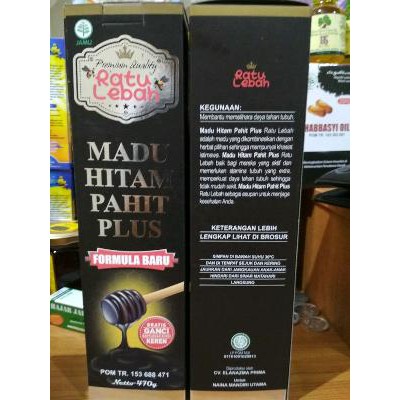 JAMU
Premium Quality
Ratu
Lebah
MADU
HITAM
PAHIT
PLUS
FORMULA BARU
GRATIS
GANCI
KEREN
POM TR. 153 688 471
Netto 470g
Ratu
Lebah
KEGUNAAN:
Membantu memelihara daya tahan tubuh.
Madu Hitam Pahit Plus Ratu Lebah
adalah madu yang dikombinasikan dengan
herbal pilihan sehingga mempunyai khasiat
istimewa. Madu Hitam Pahit Plus Ratu
Lebah baik bagi mereka yang aktif dan
memerlukan stamina tubuh yang extra,
memperkuat daya tahan tubuh sehingga
tidak mudah sakit. Madu Hitam Pahit Plus
Ratu Lebah sebagai asupan untuk menjaga
kesehatan Anda.
KETERANGAN LEBIH
LENGKAP LIHAT DI BROSUR
SIMPAN DI BAWAH SUHU 30°C
DAN DI TEMPAT SEJUK DAN KERING
JAUHKAN DARI JANGKAUAN ANAK-ANAK
HINDARI DARI SINAR MATAHARI
LANGSUNG
Diproduksi oleh
CV. ELANAZMA PRIMA
Untuk
NAINA MANDIRI UTAMA
HABBASYI OIL